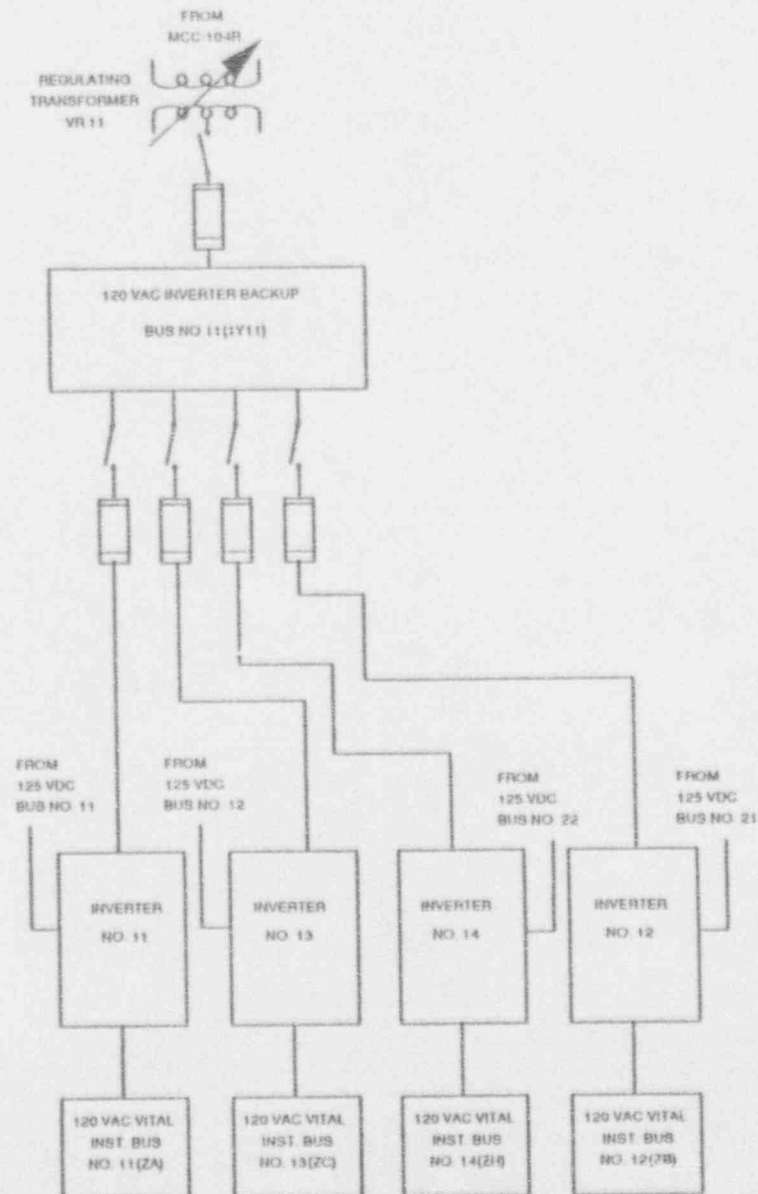 FROM
MCC-104R
REGULATING
TRANSFORMER
VR 11
120 VAC INVERTER BACKUP
BUS NO 11(1Y11)
FROM
125 VDC
BUS NO. 11
FROM
125 VDC
BUS NO. 12
FROM
125 VDC
BUS NO. 22
FROM
125 VDC
BUS NO. 21
INVERTER
NO. 11
INVERTER
NO. 13
INVERTER
NO. 14
INVERTER
NO. 12
120 VAC VITAL
INST. BUS
NO. 11(ZA)
120 VAC VITAL
INST. BUS
NO. 13(ZC)
120 VAC VITAL
INST. BUS
NO. 14(ZH)
120 VAC VITAL
INST. BUS
NO. 12(ZB)